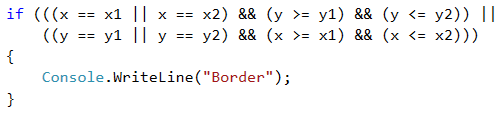 if (((x == x1 || x == x2) && (y >= y1) && (y <= y2)) ||
    ((y == y1 || y == y2) && (x >= x1) && (x <= x2)))
{
    Console.WriteLine("Border");
}